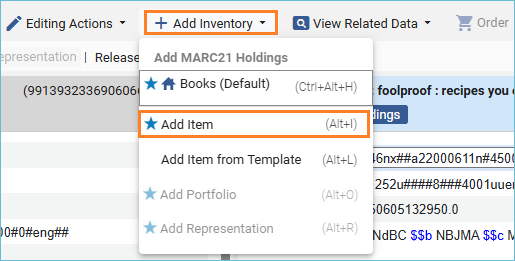 Editing Actions + Add Inventory View Related Data Order
Representation | Release
Add MARC21 Holdings
(991393233690606 Books (Default) (Ctrl+Alt+H) : foolproof : recipes you c
dings
Add Item (Alt+I)
46nx##a22000611n#4500
Add Item from Template (Alt+L)
252u####8###4001uuen
Add Portfolio (Alt+O)
50605132950.0
00#0#eng## Add Representation (Alt+R) NdBC $$b NBJMA $$c M